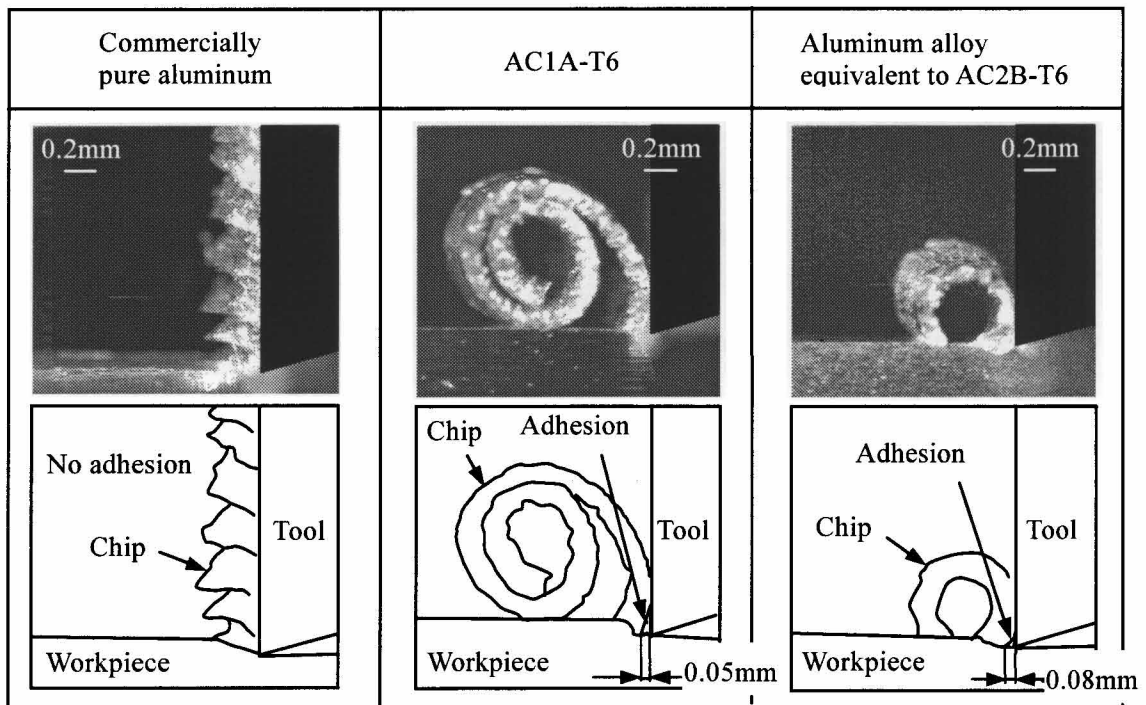 Commercially
pure aluminum
AC1A-T6
Aluminum alloy
equivalent to AC2B-T6
0.2mm
0.2mm
0.2mm
No adhesion
Chip
Tool
Workpiece
Chip
Adhesion
Tool
Workpiece
0.05mm
Adhesion
Chip
Tool
Workpiece
0.08mm